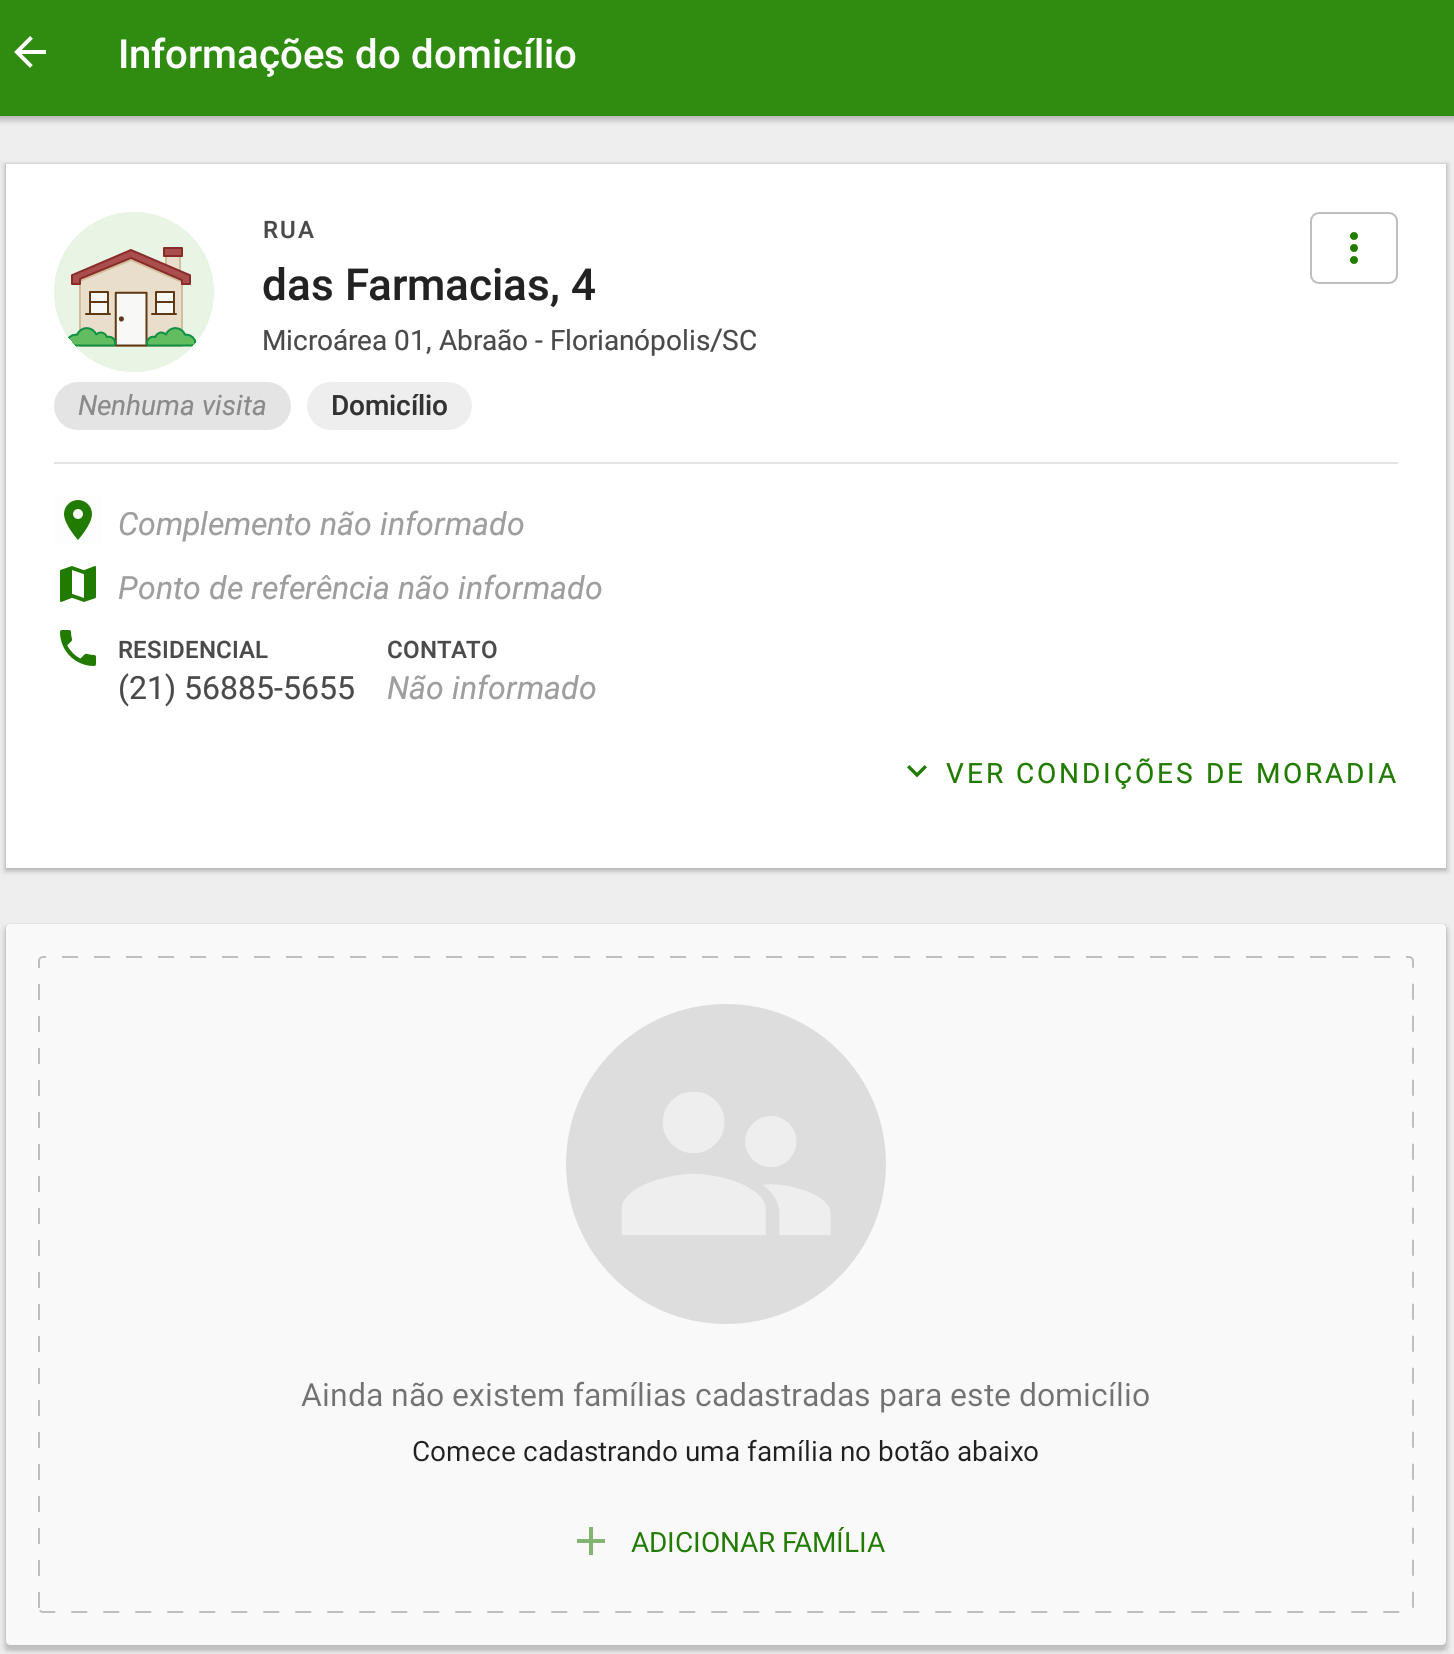 Informações do domicílio
RUA
das Farmacias, 4
Microárea 01, Abraão - Florianópolis/SC
Nenhuma visita
Domicílio
Complemento não informado
Ponto de referência não informado
RESIDENCIAL
(21) 56885-5655
CONTATO
Não informado
VER CONDIÇÕES DE MORADIA
Ainda não existem famílias cadastradas para este domicílio
Comece cadastrando uma família no botão abaixo
ADICIONAR FAMÍLIA